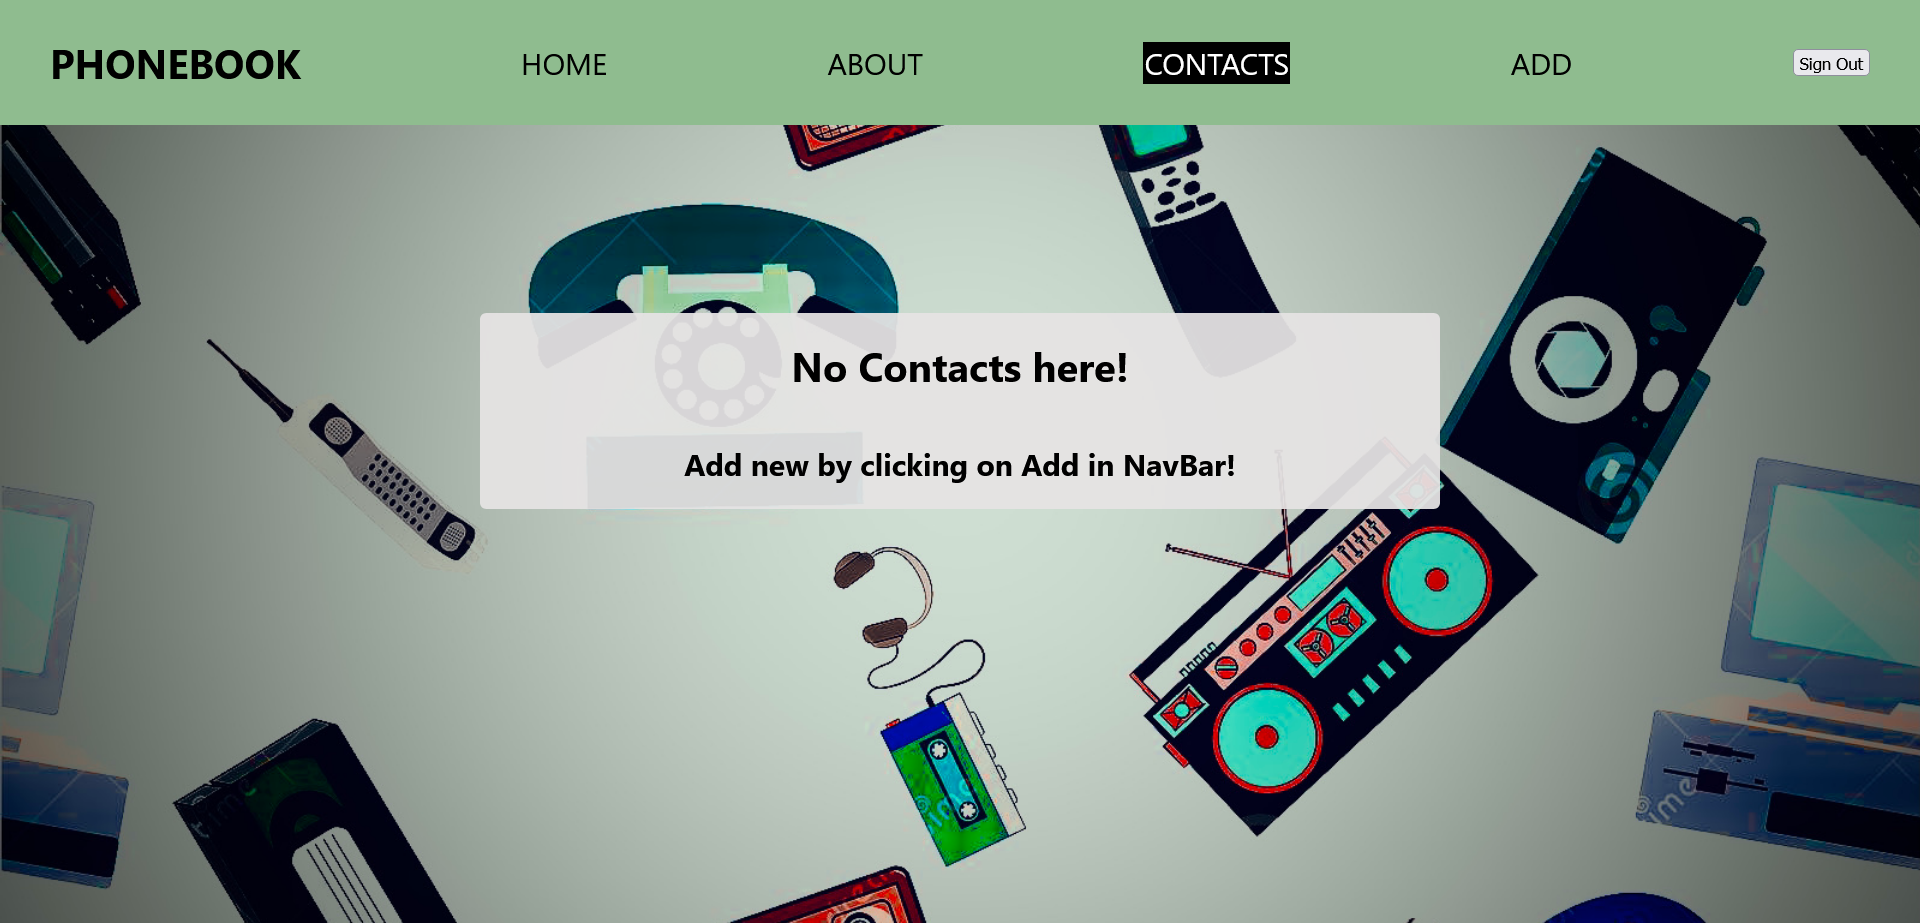 PHONEBOOK HOME ABOUT CONTACTS ADD Sign Out
No Contacts here!
Add new by clicking on Add in NavBar!